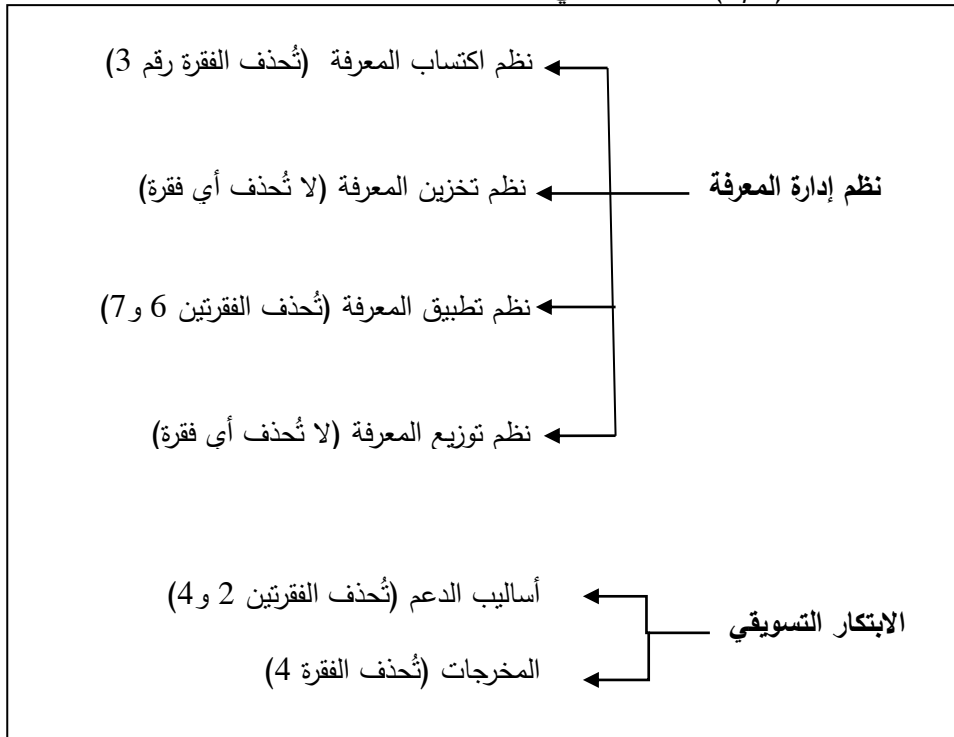 نظم اكتساب المعرفة (تُحذف الفقرة رقم 3)
نظم إدارة المعرفة
نظم تخزين المعرفة (لا تُحذف أي فقرة)
نظم تطبيق المعرفة (تُحذف الفقرتين 6 و7)
نظم توزيع المعرفة (لا تُحذف أي فقرة)
أساليب الدعم (تُحذف الفقرتين 2 و4)
الابتكار التسويقي
المخرجات (تُحذف الفقرة 4)